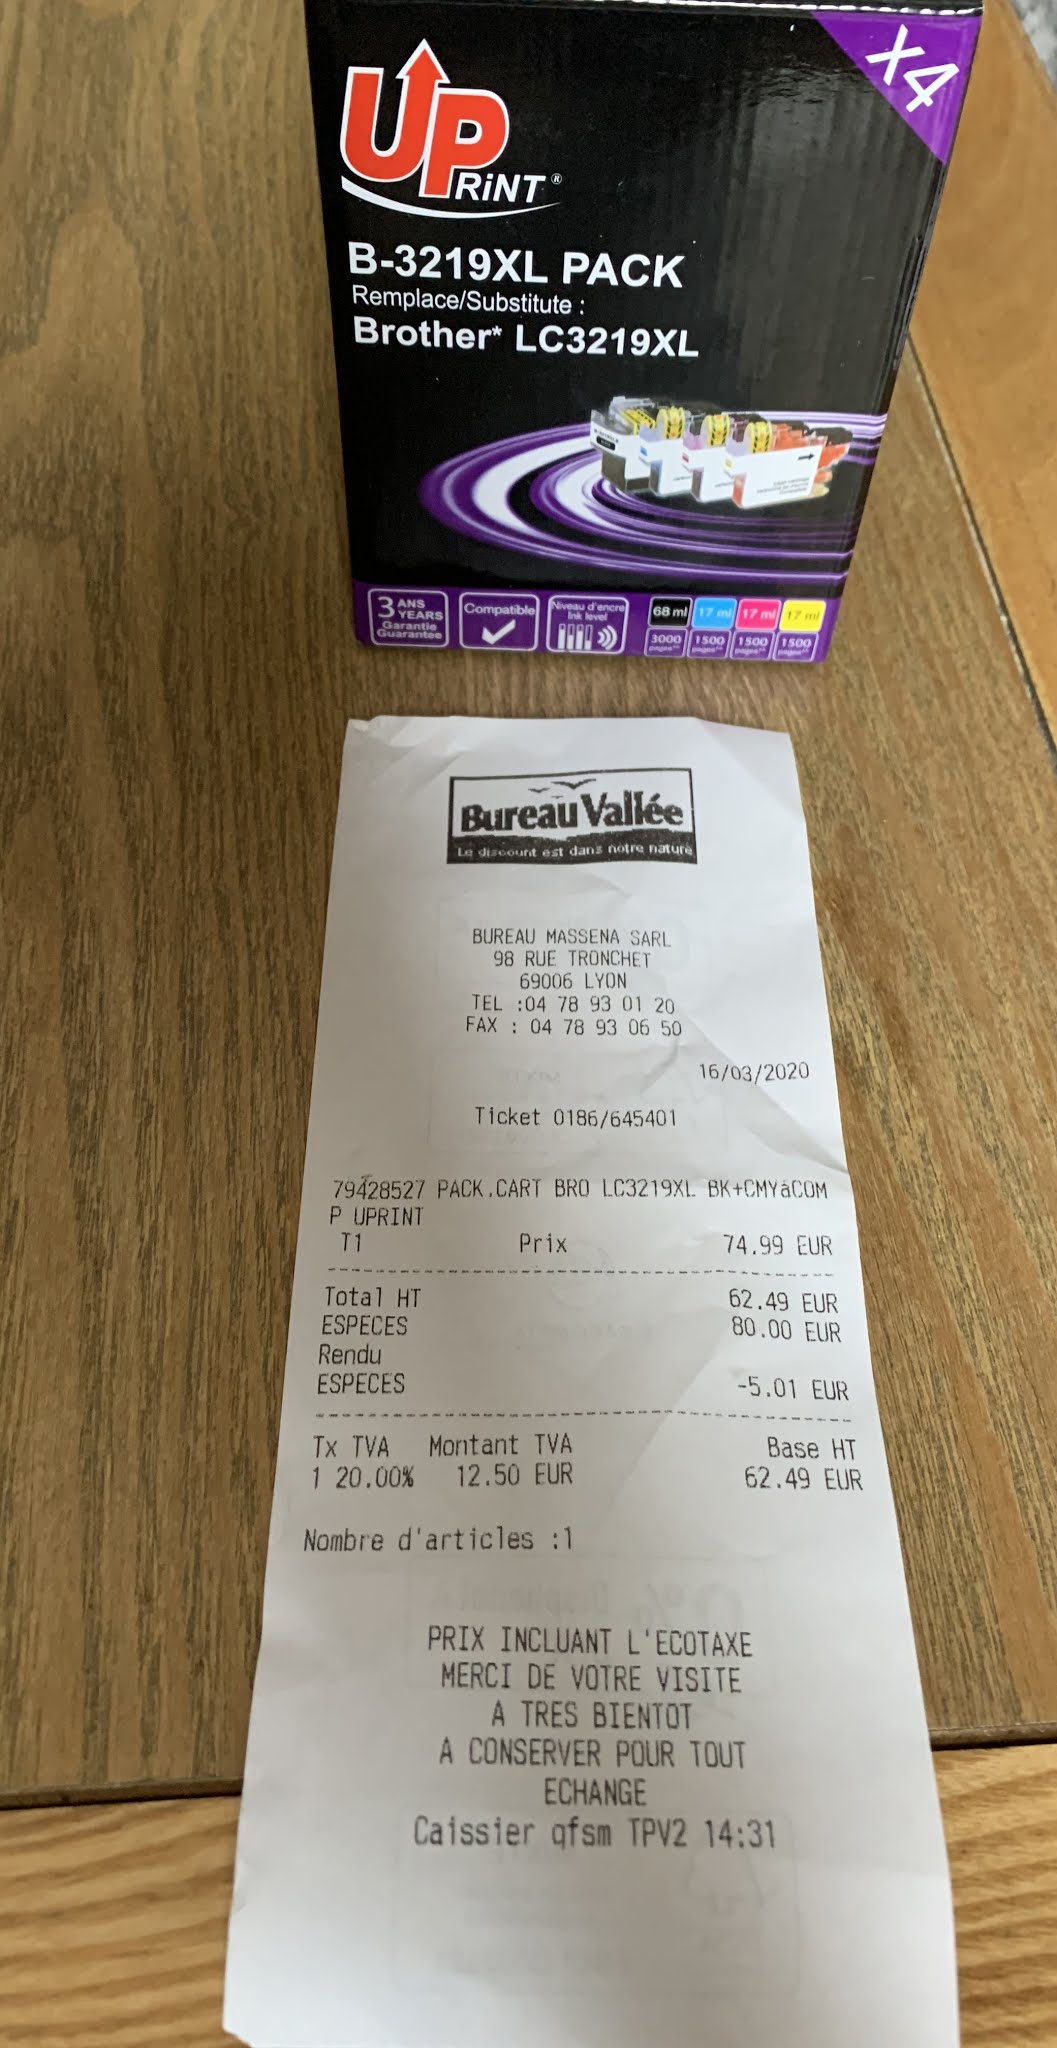 X4
UPRiNT®
B-3219XL PACK
Remplace/Substitute :
Brother* LC3219XL
3 ANS
YEARS
Garantie
Guarantee
Compatible
Niveau d'encre
Ink level
68 ml 17 ml 17 ml 17 ml
3000 pages** 1500 pages** 1500 pages** 1500 pages**
Bureau Vallée
Le discount est dans notre nature
BUREAU MASSENA SARL
98 RUE TRONCHET
69006 LYON
TEL :04 78 93 01 20
FAX : 04 78 93 06 50
16/03/2020
Ticket 0186/645401
79428527 PACK.CART BRO LC3219XL BK+CMYàCOM
P UPRINT
T1 Prix 74.99 EUR
Total HT 62.49 EUR
ESPECES 80.00 EUR
Rendu
ESPECES -5.01 EUR
Tx TVA Montant TVA Base HT
1 20.00% 12.50 EUR 62.49 EUR
Nombre d'articles :1
PRIX INCLUANT L'ECOTAXE
MERCI DE VOTRE VISITE
A TRES BIENTOT
A CONSERVER POUR TOUT
ECHANGE
Caissier qfsm TPV2 14:31